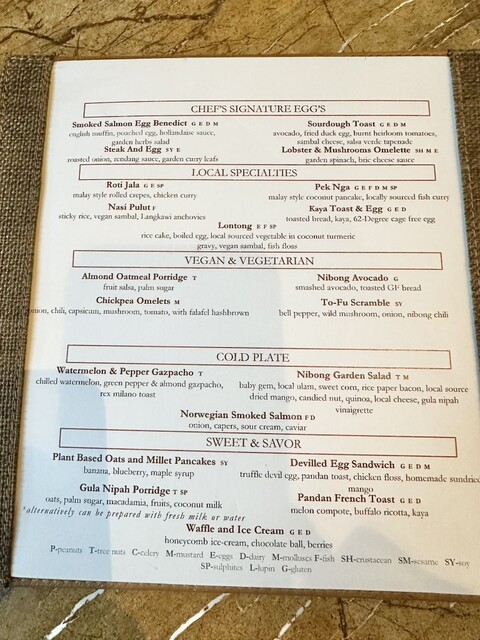 CHEF'S SIGNATURE EGG'S
Smoked Salmon Egg Benedict G E D M
english muffin, poached egg, hollandaise sauce,
garden herbs salad
Sourdough Toast G E D M
avocado, fried duck egg, burnt heirloom tomatoes,
sambal cheese, salsa verde tapenade
Steak And Egg SY E
roasted onion, rendang sauce, garden curry leafs
Lobster & Mushrooms Omelette SH M E
garden spinach, brie cheese sauce
LOCAL SPECIALTIES
Roti Jala G E SP
malay style rolled crepes, chicken curry
Pek Nga G E F D M SP
malay style coconut pancake, locally sourced fish curry
Nasi Pulut F
sticky rice, vegan sambal, Langkawi anchovies
Kaya Toast & Egg G E D
toasted bread, kaya, 62-Degree cage free egg
Lontong E F SP
rice cake, boiled egg, local sourced vegetable in coconut turmeric
gravy, vegan sambal, fish floss
VEGAN & VEGETARIAN
Almond Oatmeal Porridge T
fruit salsa, palm sugar
Nibong Avocado G
smashed avocado, toasted GF bread
Chickpea Omelets M
onion, chili, capsicum, mushroom, tomato, with falafel hashbrown
To-Fu Scramble SY
bell pepper, wild mushroom, onion, nibong chili
COLD PLATE
Watermelon & Pepper Gazpacho T
chilled watermelon, green pepper & almond gazpacho,
rex milano toast
Nibong Garden Salad T M
baby gem, local ulam, sweet corn, rice paper bacon, local source
dried mango, candied nut, quinoa, local cheese, gula nipah
vinaigrette
Norwegian Smoked Salmon F D
onion, capers, sour cream, caviar
SWEET & SAVOR
Plant Based Oats and Millet Pancakes SY
banana, blueberry, maple syrup
Devilled Egg Sandwich G E D M
truffle devil egg, pandan toast, chicken floss, homemade sundried
mango
Gula Nipah Porridge T SP
oats, palm sugar, macadamia, fruits, coconut milk
*alternatively can be prepared with fresh milk or water
Pandan French Toast G E D
melon compote, buffalo ricotta, kaya
Waffle and Ice Cream G E D
honeycomb ice-cream, chocolate ball, berries
P-peanuts T-tree nuts C-celery M-mustard E-eggs D-dairy M-molluscs F-fish SH-crustacean SM-sesame SY-soy
SP-sulphites L-lupin G-gluten